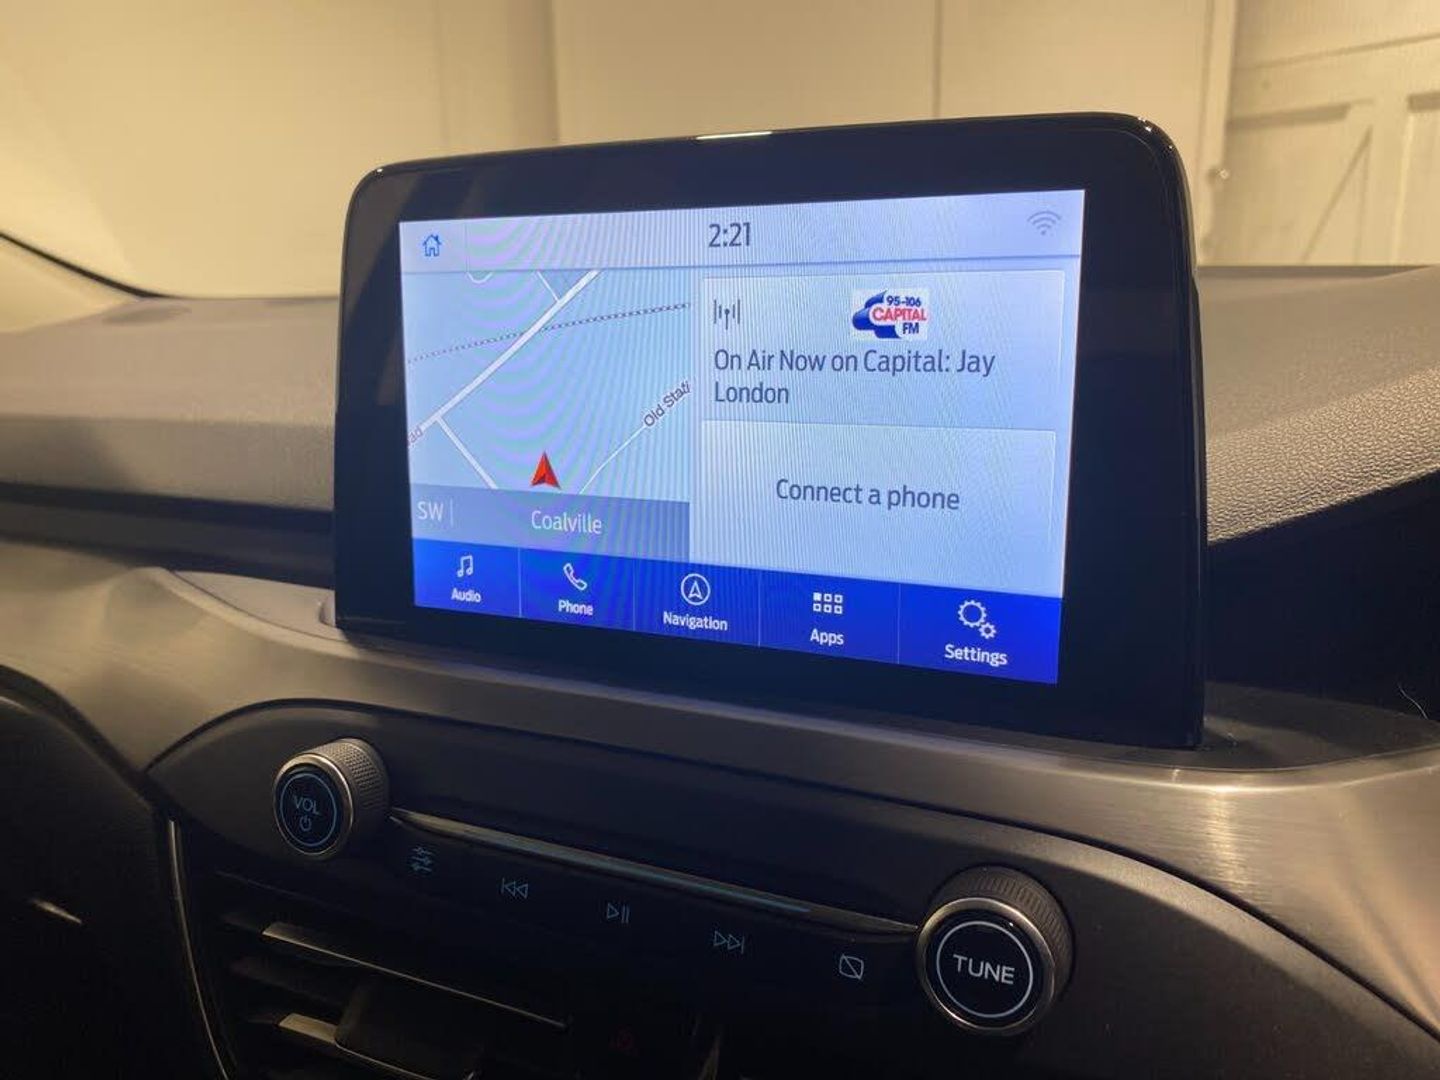 2:21
95-106
CAPITAL
FM
On Air Now on Capital: Jay
London
Old Stati
SW
Coalville
Connect a phone
Audio
Phone
Navigation
Apps
Settings
VOL
TUNE